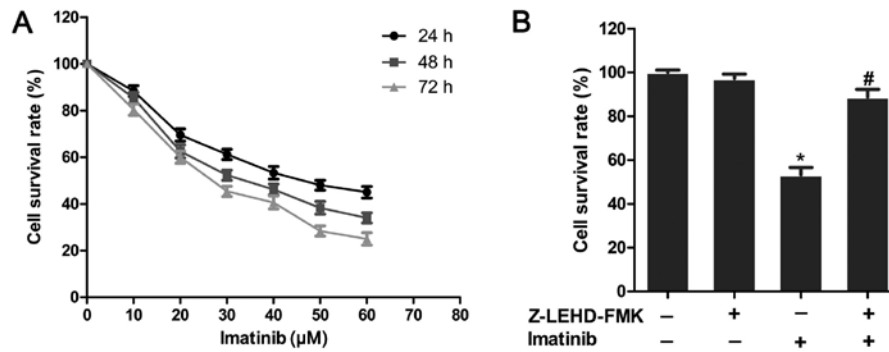 A
120
100
80
60
40
20
0
Cell survival rate (%)
24 h
48 h
72 h
0 10 20 30 40 50 60 70 80
Imatinib (μM)
B
120
100
80
60
40
20
0
Cell survival rate (%)
*
#
Z-LEHD-FMK – + – +
Imatinib – – + +